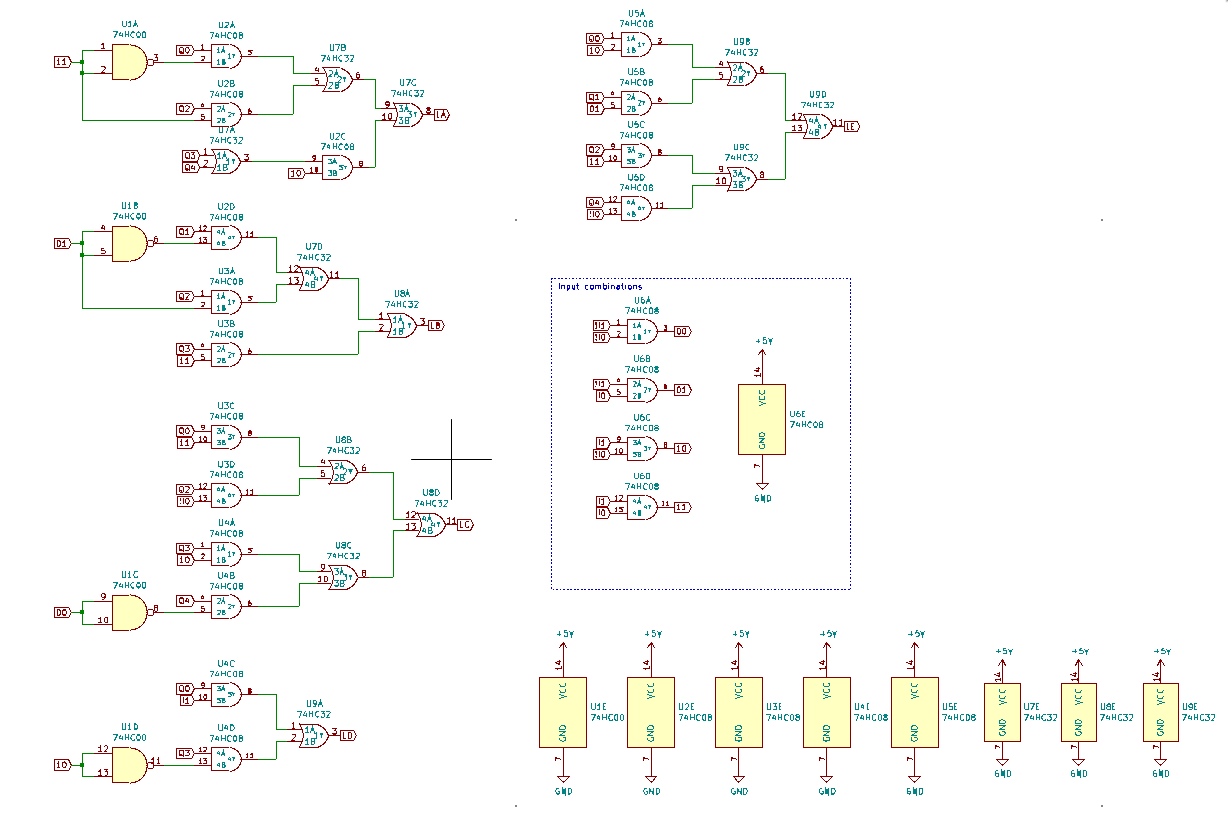 U1A
74HC00
11
1
2
3
U2A
74HC08
Q0
1
1A
1B
1Y
3
2
U2B
74HC08
Q2
4
2A
2B
2Y
6
5
U7B
74HC32
4
5
2A
2B
2Y
6
U7A
74HC32
Q3
1
Q4
2
1A
1B
1Y
3
U2C
74HC08
9
10
10
3A
3B
3Y
8
U7C
74HC32
9
10
3A
3B
3Y
8
LA
U1B
74HC00
D1
4
5
6
U2D
74HC08
Q1
12
13
4A
4B
4Y
11
U3A
74HC08
Q2
1
2
1A
1B
1Y
3
U7D
74HC32
12
13
4A
4B
4Y
11
U3B
74HC08
Q3
4
11
5
2A
2B
2Y
6
U8A
74HC32
1
2
1A
1B
1Y
3
LB
U3C
74HC08
Q0
9
11
10
3A
3B
3Y
8
U3D
74HC08
Q2
12
!I0
13
4A
4B
4Y
11
U8B
74HC32
4
5
2A
2B
2Y
6
U4A
74HC08
Q3
1
10
2
1A
1B
1Y
3
U1C
74HC00
D0
9
10
8
U4B
74HC08
Q4
4
5
2A
2B
2Y
6
U8C
74HC32
9
10
3A
3B
3Y
8
U8D
74HC32
12
13
4A
4B
4Y
11
LC
U4C
74HC08
Q0
9
I1
10
3A
3B
3Y
8
U1D
74HC00
10
12
13
11
U4D
74HC08
Q3
12
13
4A
4B
4Y
11
U9A
74HC32
1
2
1A
1B
1Y
3
LD
U5A
74HC08
Q0
1
10
2
1A
1B
1Y
3
U5B
74HC08
Q1
4
D1
5
2A
2B
2Y
6
U9B
74HC32
4
5
2A
2B
2Y
6
U5C
74HC08
Q2
9
11
10
3A
3B
3Y
8
U5D
74HC08
Q4
12
!I0
13
4A
4B
4Y
11
U9C
74HC32
9
10
3A
3B
3Y
8
U9D
74HC32
12
13
4A
4B
4Y
11
LE
Input combinations
U6A
74HC08
!I1
1
!I0
2
1A
1B
1Y
3
D0
U6B
74HC08
!I1
4
I0
5
2A
2B
2Y
6
D1
U6C
74HC08
I1
9
!I0
10
3A
3B
3Y
8
10
U6D
74HC08
I1
12
I0
13
4A
4B
4Y
11
11
+5V
14
VCC
GND
U6E
74HC08
7
GND
+5V
14
VCC
GND
U1E
74HC00
7
GND
+5V
14
VCC
GND
U2E
74HC08
7
GND
+5V
14
VCC
GND
U3E
74HC08
7
GND
+5V
14
VCC
GND
U4E
74HC08
7
GND
+5V
14
VCC
GND
U5E
74HC08
7
GND
+5V
14
VCC
GND
U7E
74HC32
7
GND
+5V
14
VCC
GND
U8E
74HC32
7
GND
+5V
14
VCC
GND
U9E
74HC32
7
GND